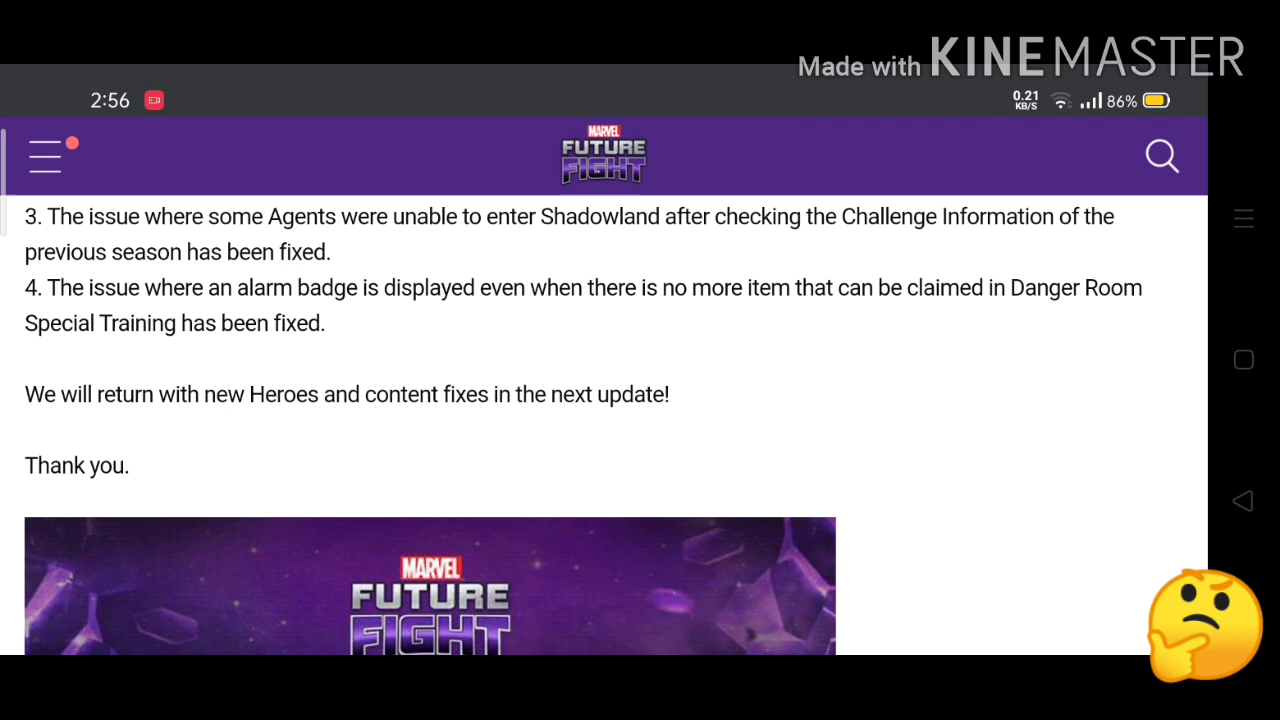 Made with KINEMASTER
2:56
0.21 KB/S 86%
MARVEL
FUTURE
FIGHT
3. The issue where some Agents were unable to enter Shadowland after checking the Challenge Information of the
previous season has been fixed.
4. The issue where an alarm badge is displayed even when there is no more item that can be claimed in Danger Room
Special Training has been fixed.
We will return with new Heroes and content fixes in the next update!
Thank you.
MARVEL
FUTURE
FIGHT